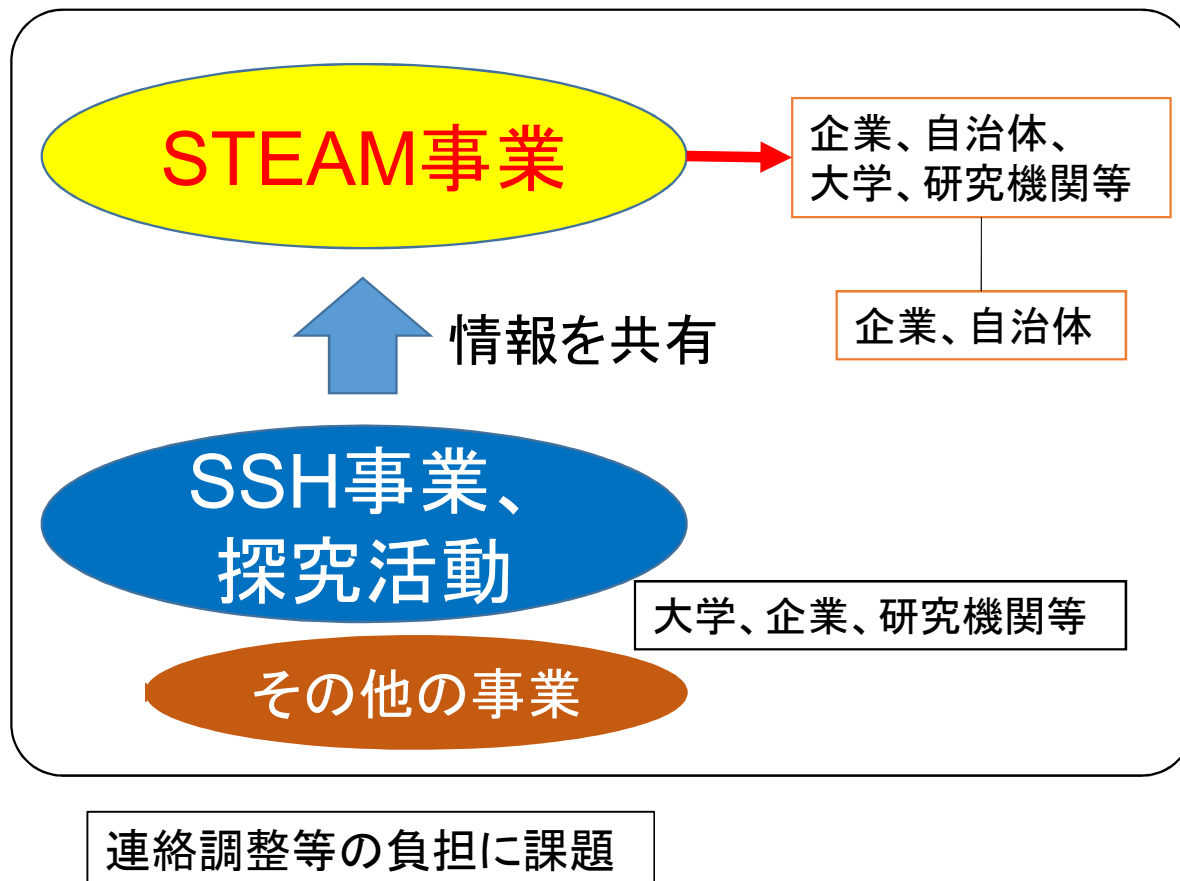 STEAM事業
企業、自治体、
大学、研究機関等
企業、自治体
情報を共有
SSH事業、
探究活動
大学、企業、研究機関等
その他の事業
連絡調整等の負担に課題